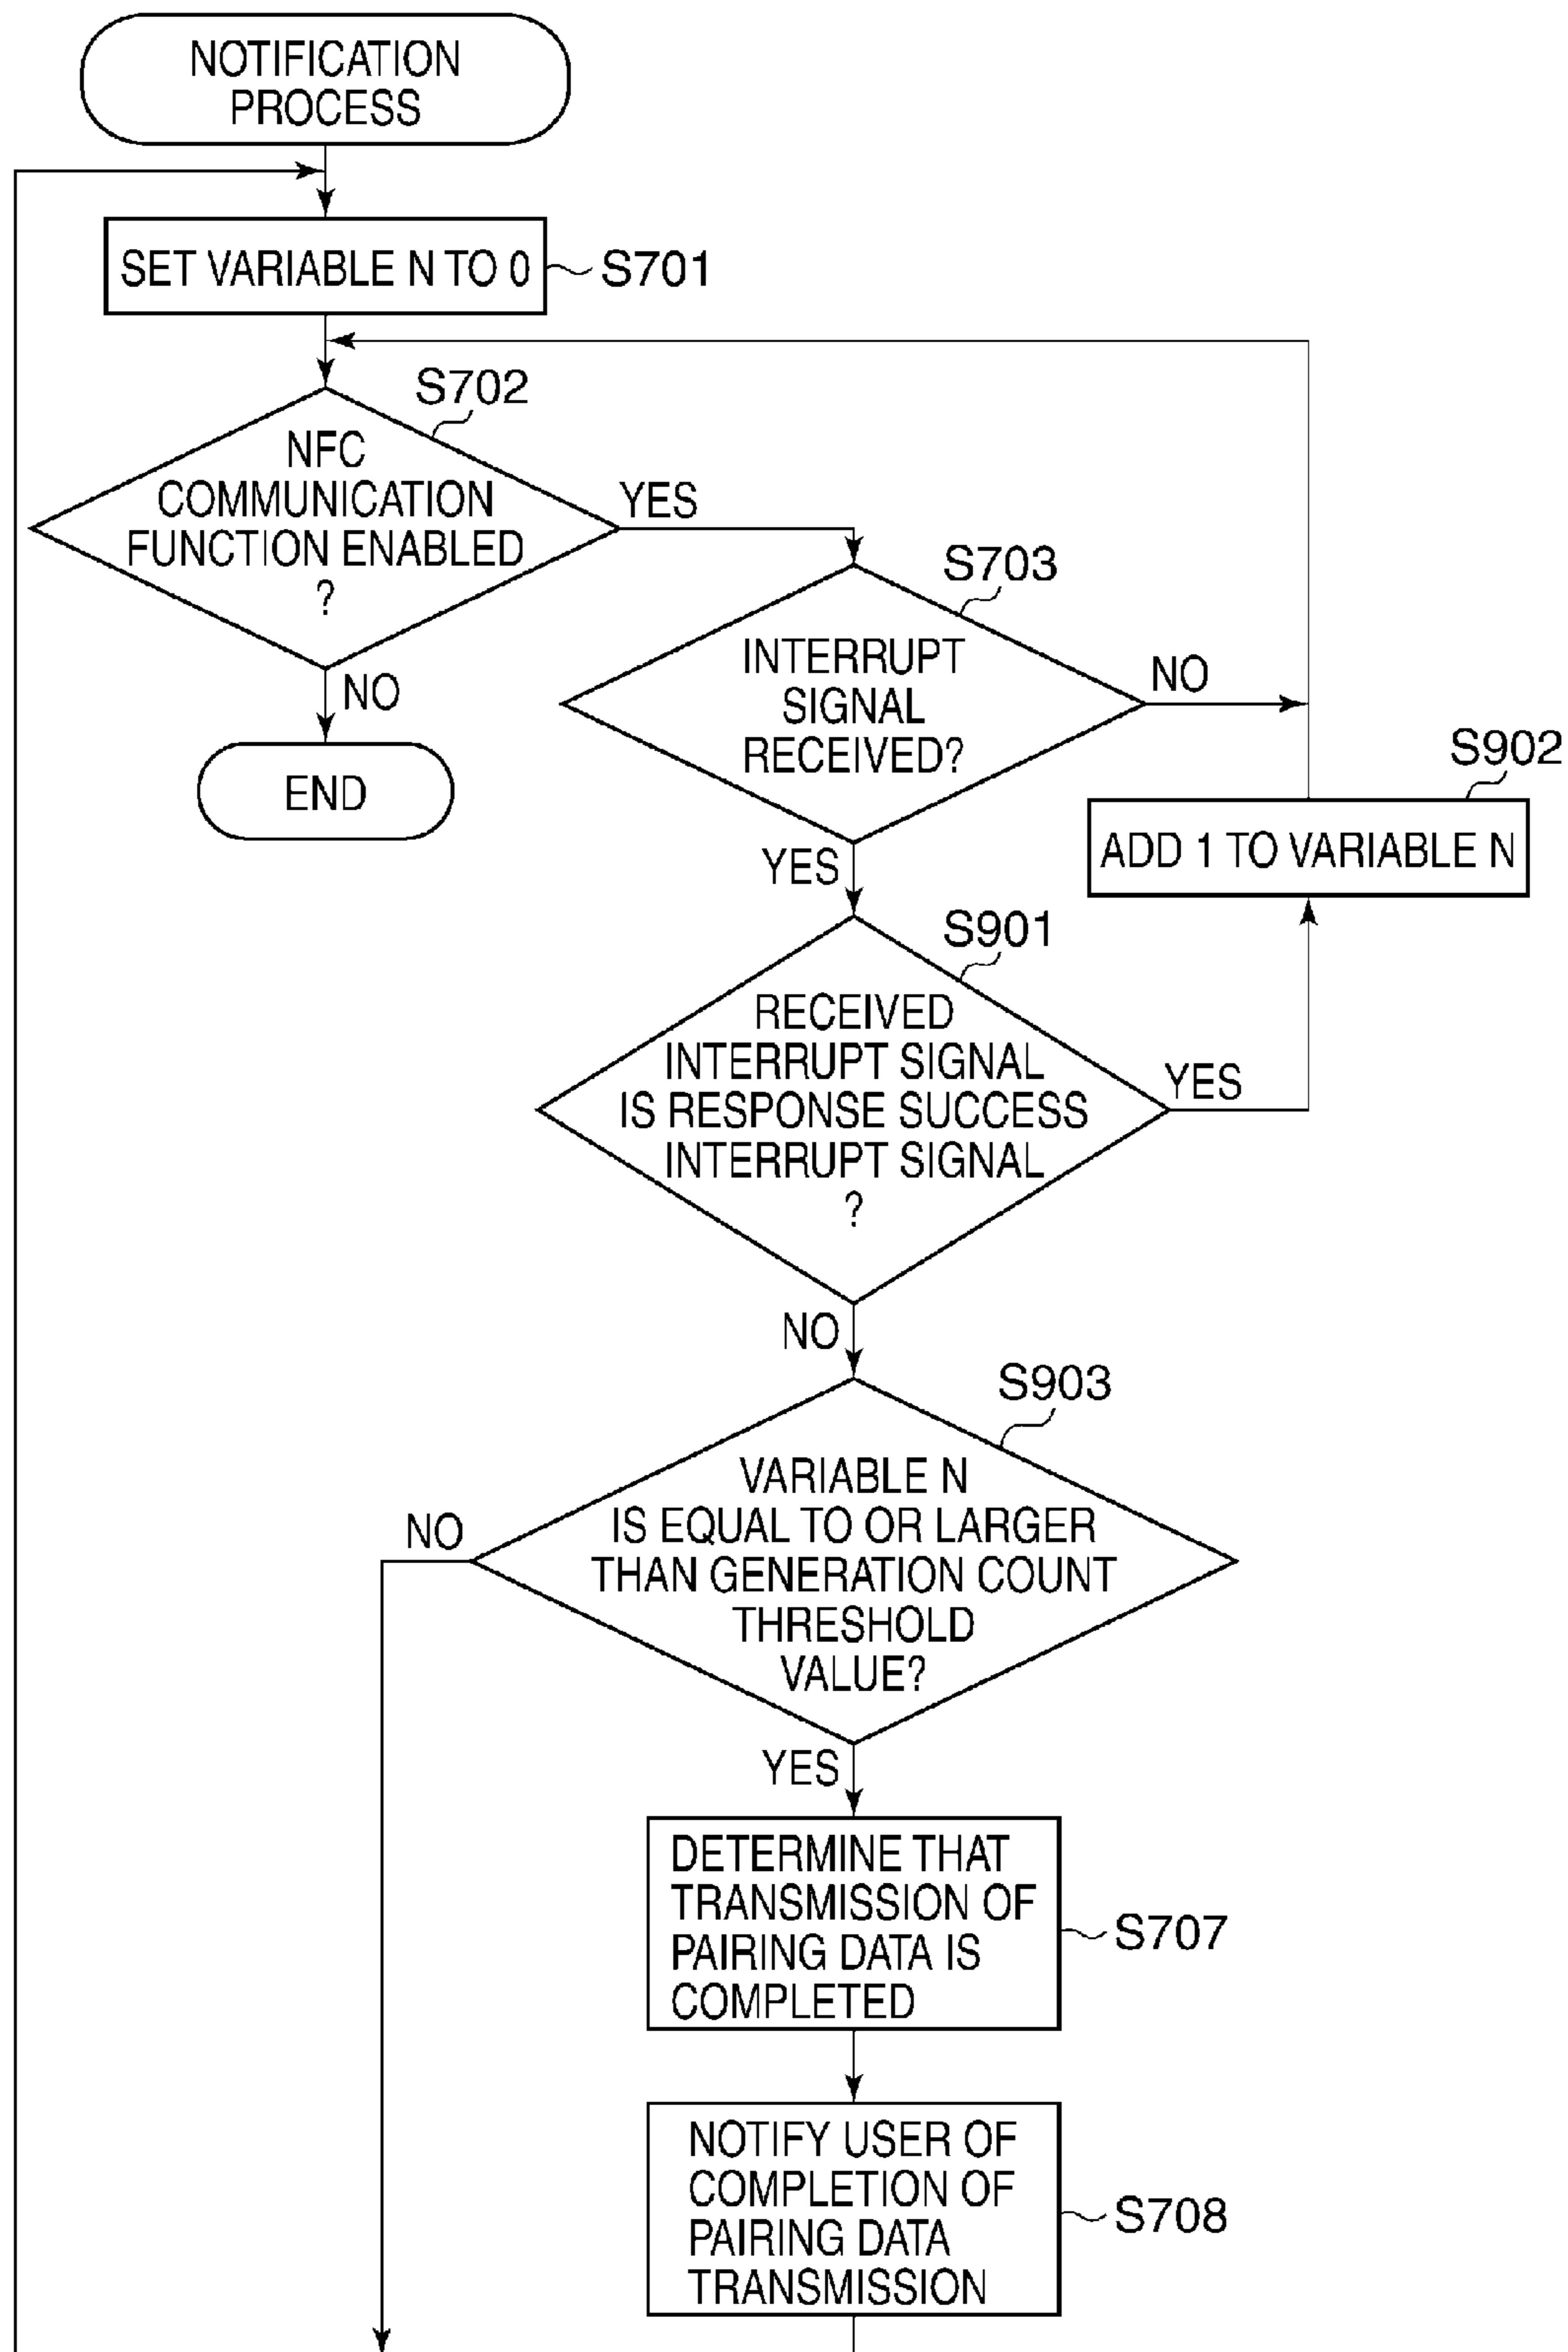 NOTIFICATION
PROCESS
SET VARIABLE N TO 0
S701
S702
NFC
COMMUNICATION
FUNCTION ENABLED
?
YES
NO
END
S703
INTERRUPT
SIGNAL
RECEIVED?
NO
YES
S902
ADD 1 TO VARIABLE N
S901
RECEIVED
INTERRUPT SIGNAL
IS RESPONSE SUCCESS
INTERRUPT SIGNAL
?
YES
NO
S903
VARIABLE N
IS EQUAL TO OR LARGER
THAN GENERATION COUNT
THRESHOLD
VALUE?
NO
YES
DETERMINE THAT
TRANSMISSION OF
PAIRING DATA IS
COMPLETED
S707
NOTIFY USER OF
COMPLETION OF
PAIRING DATA
TRANSMISSION
S708